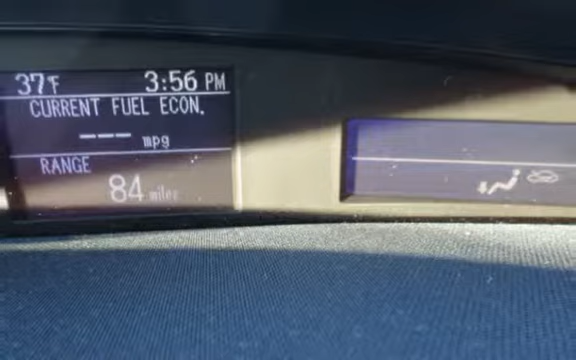 37°F 3:56 PM
CURRENT FUEL ECON.
--- mpg
RANGE
84 miles